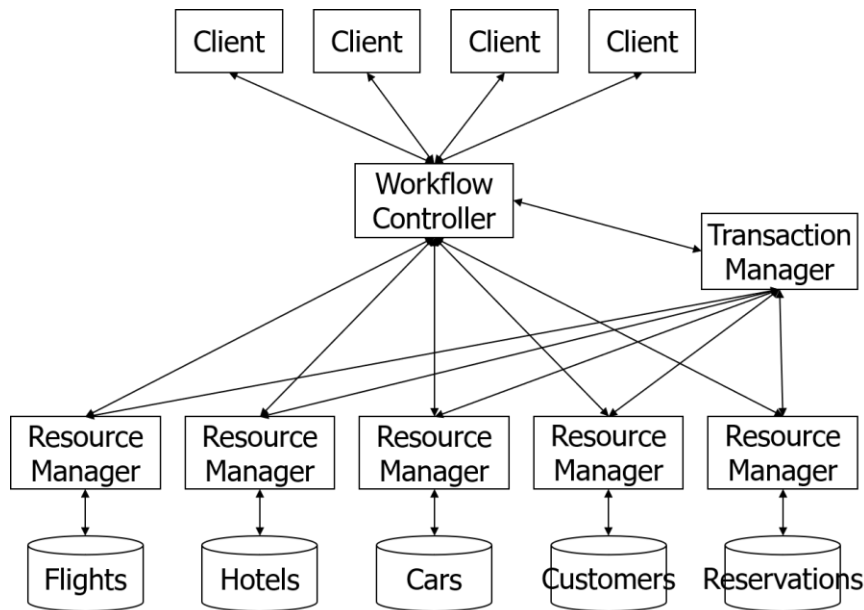 Client
Client
Client
Client
Workflow
Controller
Transaction
Manager
Resource
Manager
Resource
Manager
Resource
Manager
Resource
Manager
Resource
Manager
Flights
Hotels
Cars
Customers
Reservations